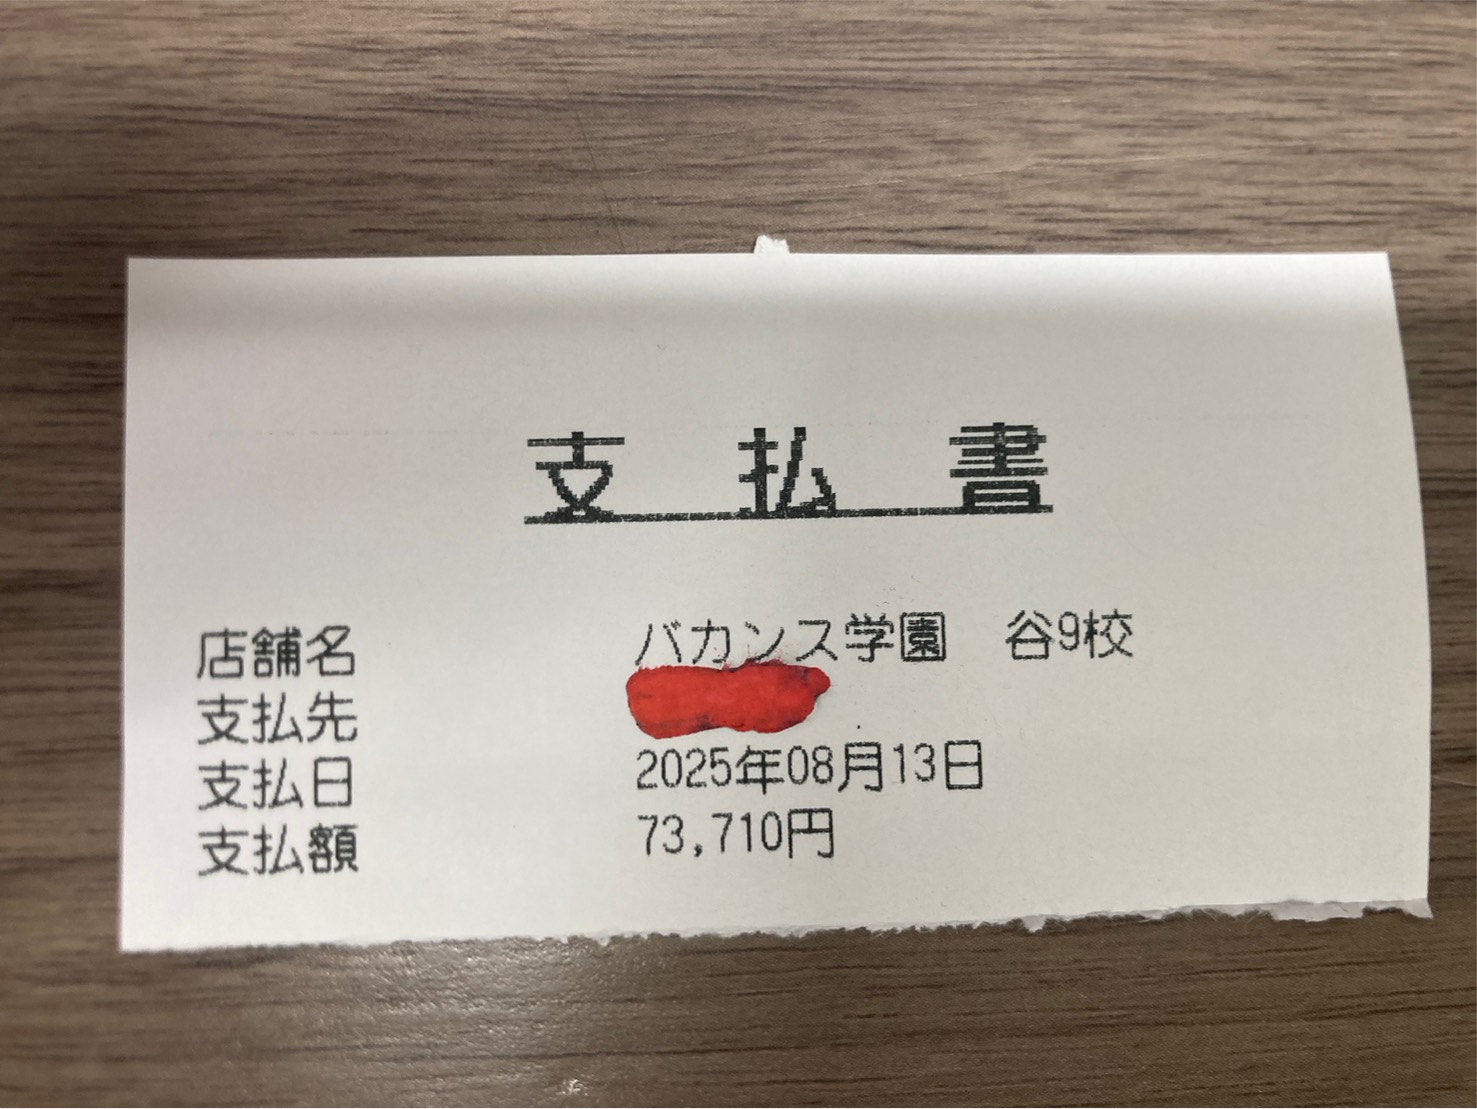 支払書
店舗名 バカンス学園 谷9校
支払先
支払日 2025年08月13日
支払額 73,710円